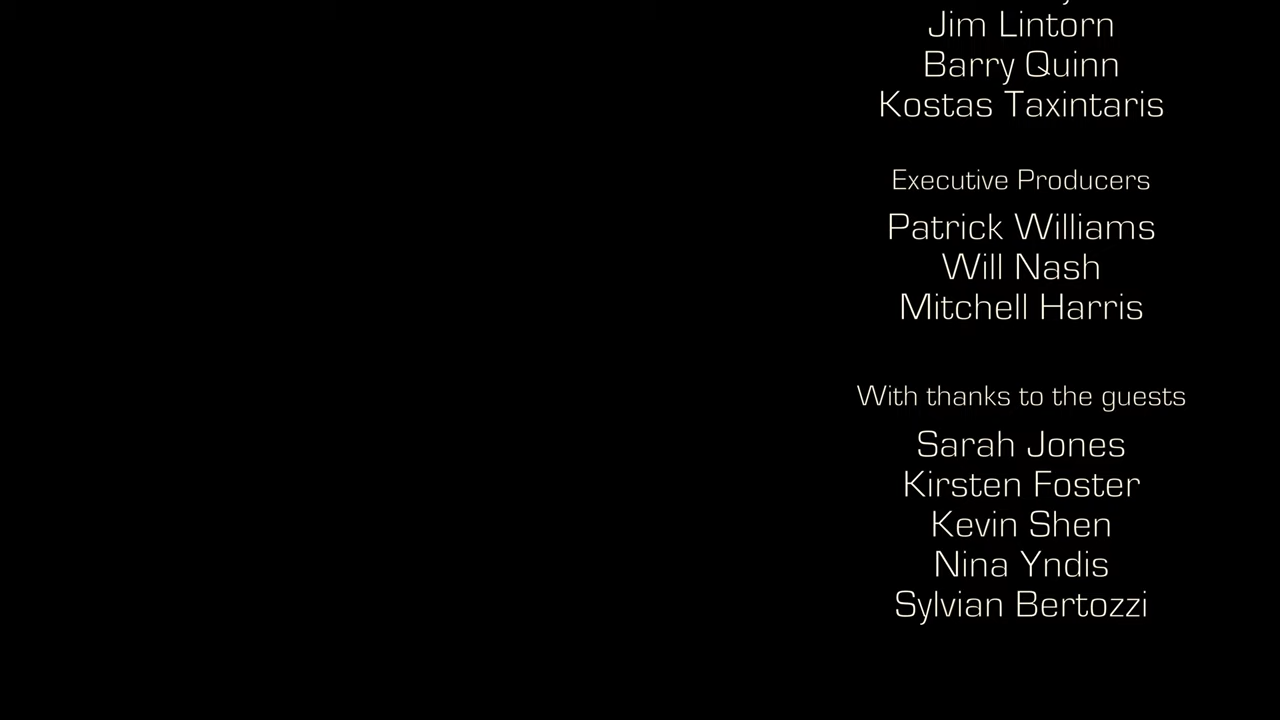 Jim Lintorn
Barry Quinn
Kostas Taxintaris
Executive Producers
Patrick Williams
Will Nash
Mitchell Harris
With thanks to the guests
Sarah Jones
Kirsten Foster
Kevin Shen
Nina Yndis
Sylvian Bertozzi